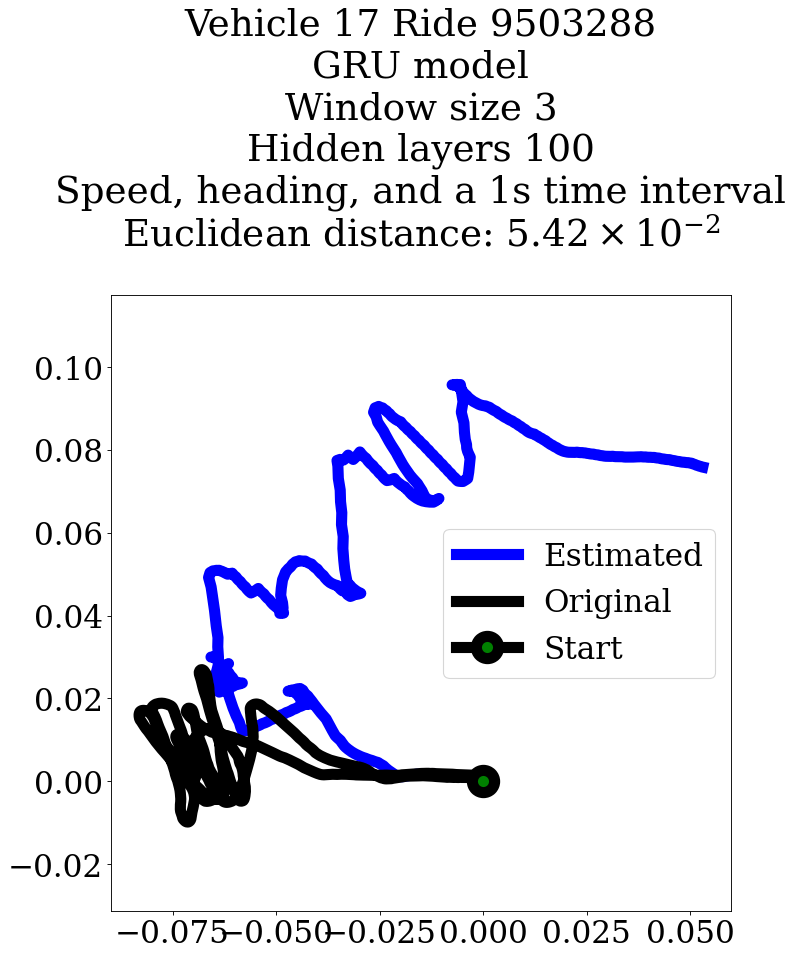 Vehicle 17 Ride 9503288
GRU model
Window size 3
Hidden layers 100
Speed, heading, and a 1s time interval
Euclidean distance: 5.42 × 10⁻²
0.10
0.08
0.06
0.04
0.02
0.00
−0.02
Estimated
Original
Start
−0.075 −0.050 −0.025 0.000 0.025 0.050